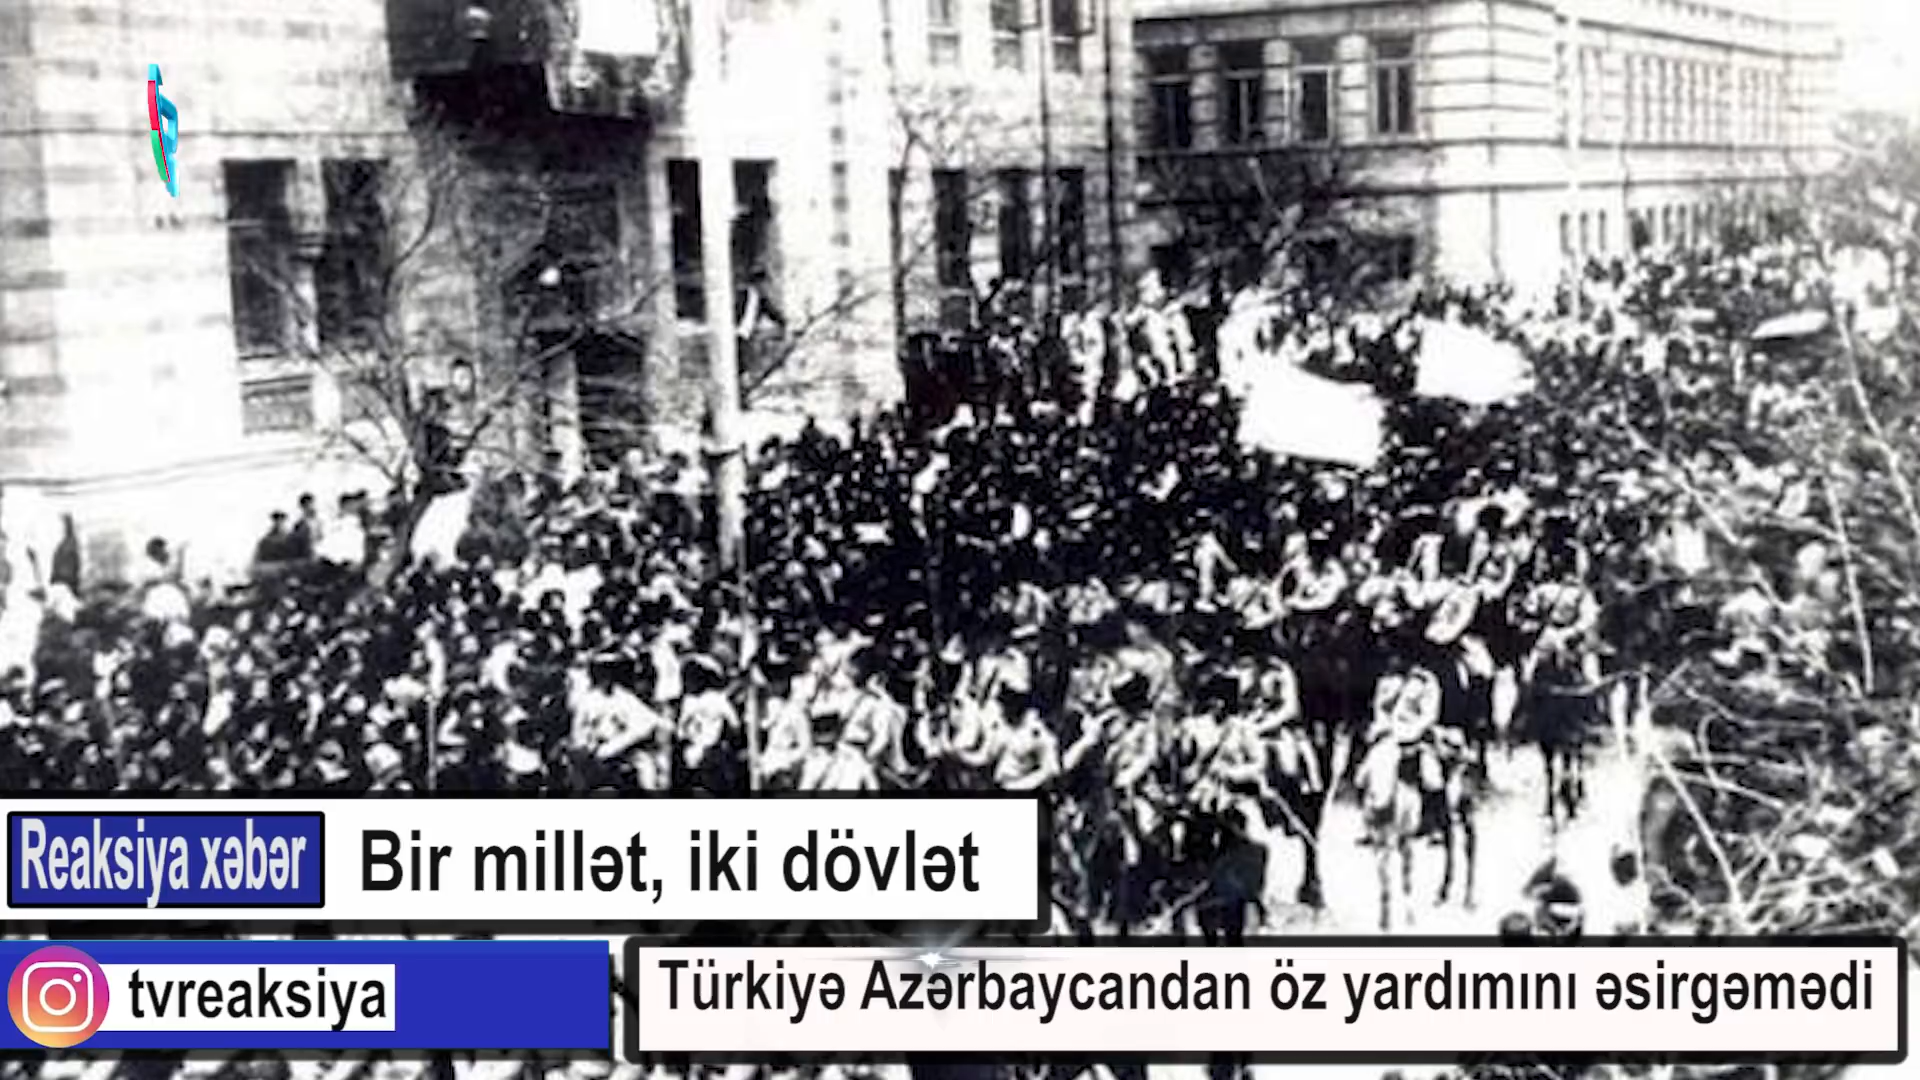 Reaksiya xəbər
Bir millət, iki dövlət
tvreaksiya
Türkiyə Azərbaycandan öz yardımını əsirgəmədi